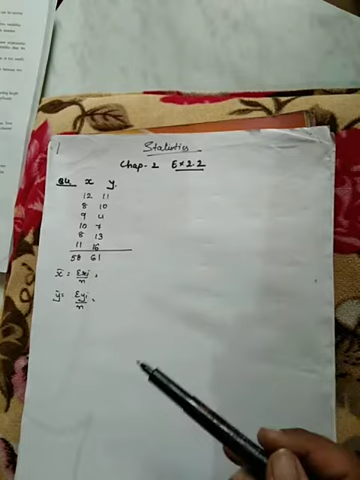 1
Statistics
Chap- 2 Ex 2.2
Q4 x y
12 11
8 10
9 4
10 7
8 13
11 16
58 61
x̄ = Σxi/n =
ȳ = Σyi/n =